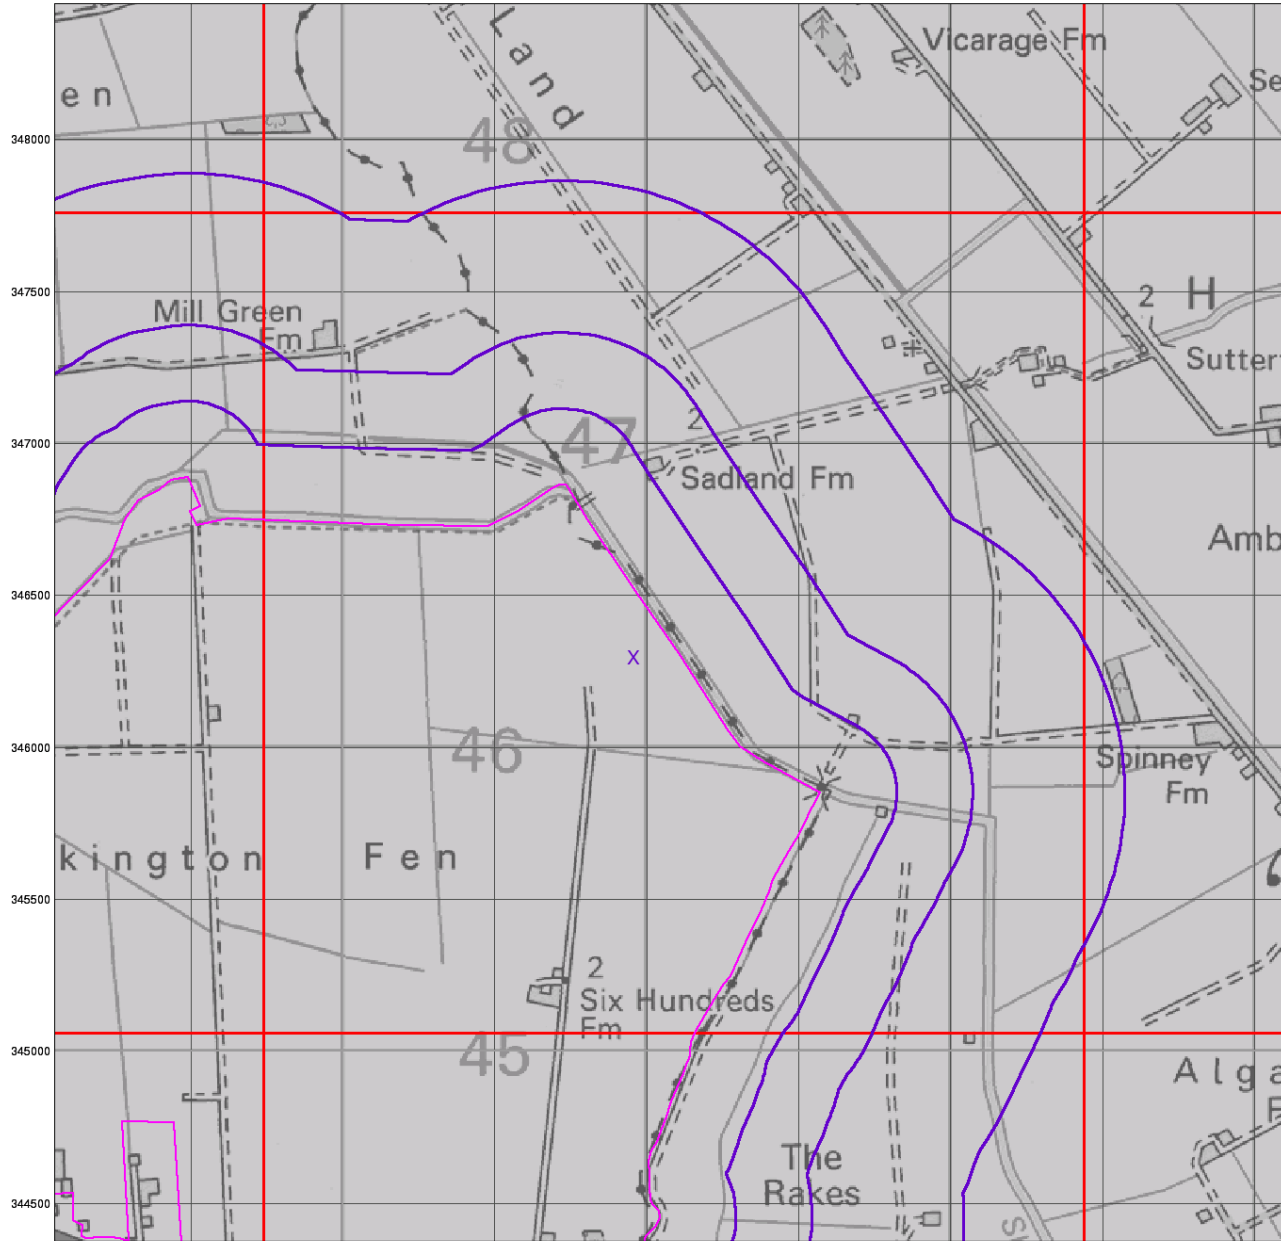 Land
Vicarage Fm
Se
en
348000
48
347500
Mill Green
Fm
2
H
Sutter
347000
47
2
Sadland Fm
Amb
346500
X
346000
46
Spinney
Fm
kington Fen
345500
2
Six Hundreds
Fm
345000
45
Alga
F
The
Rakes
344500